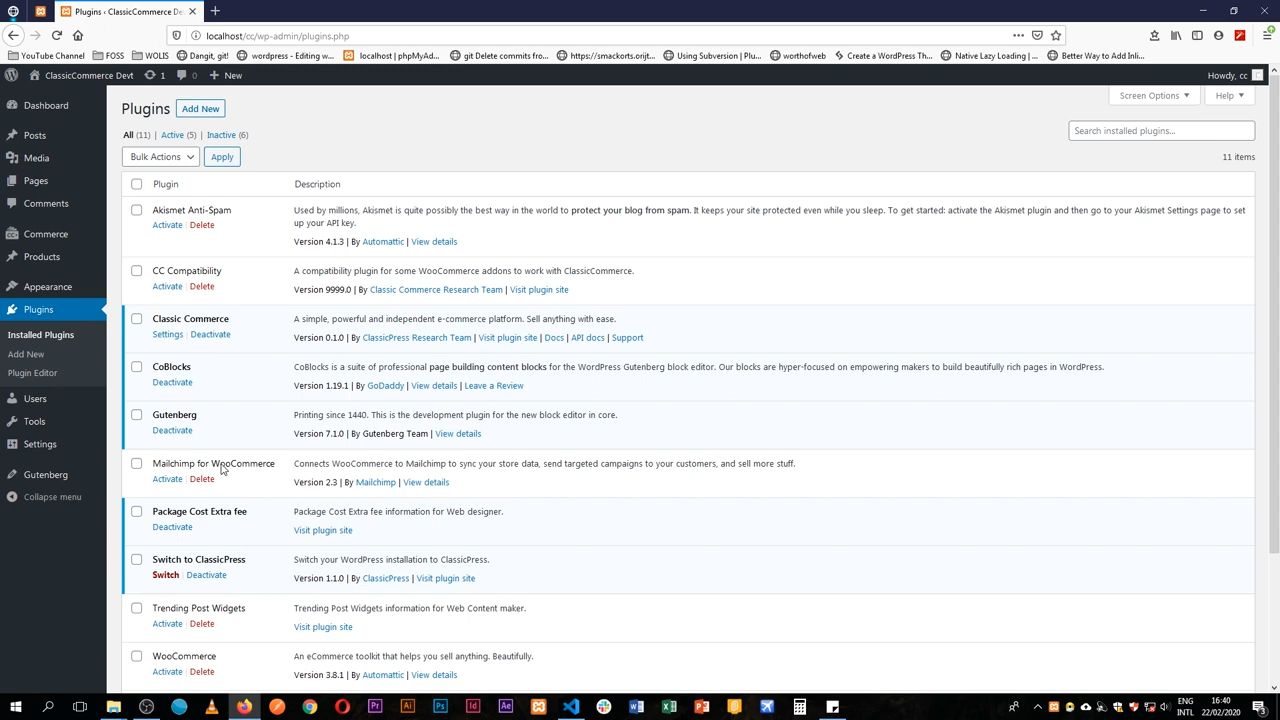 Plugins ‹ ClassicCommerce De
localhost/cc/wp-admin/plugins.php
YouTube Channel FOSS WOLIS Dangit, git! wordpress - Editing w... localhost | phpMyAd... git Delete commits fro... https://smackorts.orijt... Using Subversion | Plu... worthofweb Create a WordPress Th... Native Lazy Loading | ... Better Way to Add Inli...
ClassicCommerce Devt 1 0 New Howdy, cc
Screen Options Help
Dashboard
Posts
Media
Pages
Comments
Commerce
Products
Appearance
Plugins
Installed Plugins
Add New
Plugin Editor
Users
Tools
Settings
Gutenberg
Collapse menu
Plugins Add New
All (11) | Active (5) | Inactive (6)
Search installed plugins...
Bulk Actions Apply
11 items
Plugin Description
Akismet Anti-Spam
Activate | Delete
Used by millions, Akismet is quite possibly the best way in the world to protect your blog from spam. It keeps your site protected even while you sleep. To get started: activate the Akismet plugin and then go to your Akismet Settings page to set
up your API key.
Version 4.1.3 | By Automattic | View details
CC Compatibility
Activate | Delete
A compatibility plugin for some WooCommerce addons to work with ClassicCommerce.
Version 9999.0 | By Classic Commerce Research Team | Visit plugin site
Classic Commerce
Settings | Deactivate
A simple, powerful and independent e-commerce platform. Sell anything with ease.
Version 0.1.0 | By ClassicPress Research Team | Visit plugin site | Docs | API docs | Support
CoBlocks
Deactivate
CoBlocks is a suite of professional page building content blocks for the WordPress Gutenberg block editor. Our blocks are hyper-focused on empowering makers to build beautifully rich pages in WordPress.
Version 1.19.1 | By GoDaddy | View details | Leave a Review
Gutenberg
Deactivate
Printing since 1440. This is the development plugin for the new block editor in core.
Version 7.1.0 | By Gutenberg Team | View details
Mailchimp for WooCommerce
Activate | Delete
Connects WooCommerce to Mailchimp to sync your store data, send targeted campaigns to your customers, and sell more stuff.
Version 2.3 | By Mailchimp | View details
Package Cost Extra fee
Deactivate
Package Cost Extra fee information for Web designer.
Visit plugin site
Switch to ClassicPress
Switch | Deactivate
Switch your WordPress installation to ClassicPress.
Version 1.1.0 | By ClassicPress | Visit plugin site
Trending Post Widgets
Activate | Delete
Trending Post Widgets information for Web Content maker.
Visit plugin site
WooCommerce
Activate | Delete
An eCommerce toolkit that helps you sell anything. Beautifully.
Version 3.8.1 | By Automattic | View details
Pr Ai Ps Id Ae
ENG
INTL
16:40
22/02/2020